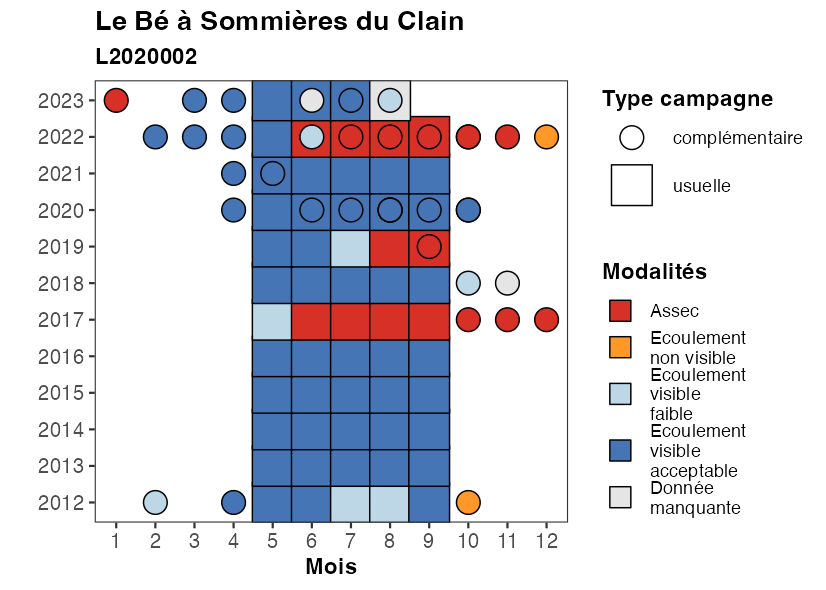 Le Bé à Sommières du Clain
L2020002
2023
2022
2021
2020
2019
2018
2017
2016
2015
2014
2013
2012
1 2 3 4 5 6 7 8 9 10 11 12
Mois
Type campagne
complémentaire
usuelle
Modalités
Assec
Ecoulement
non visible
Ecoulement
visible
faible
Ecoulement
visible
acceptable
Donnée
manquante